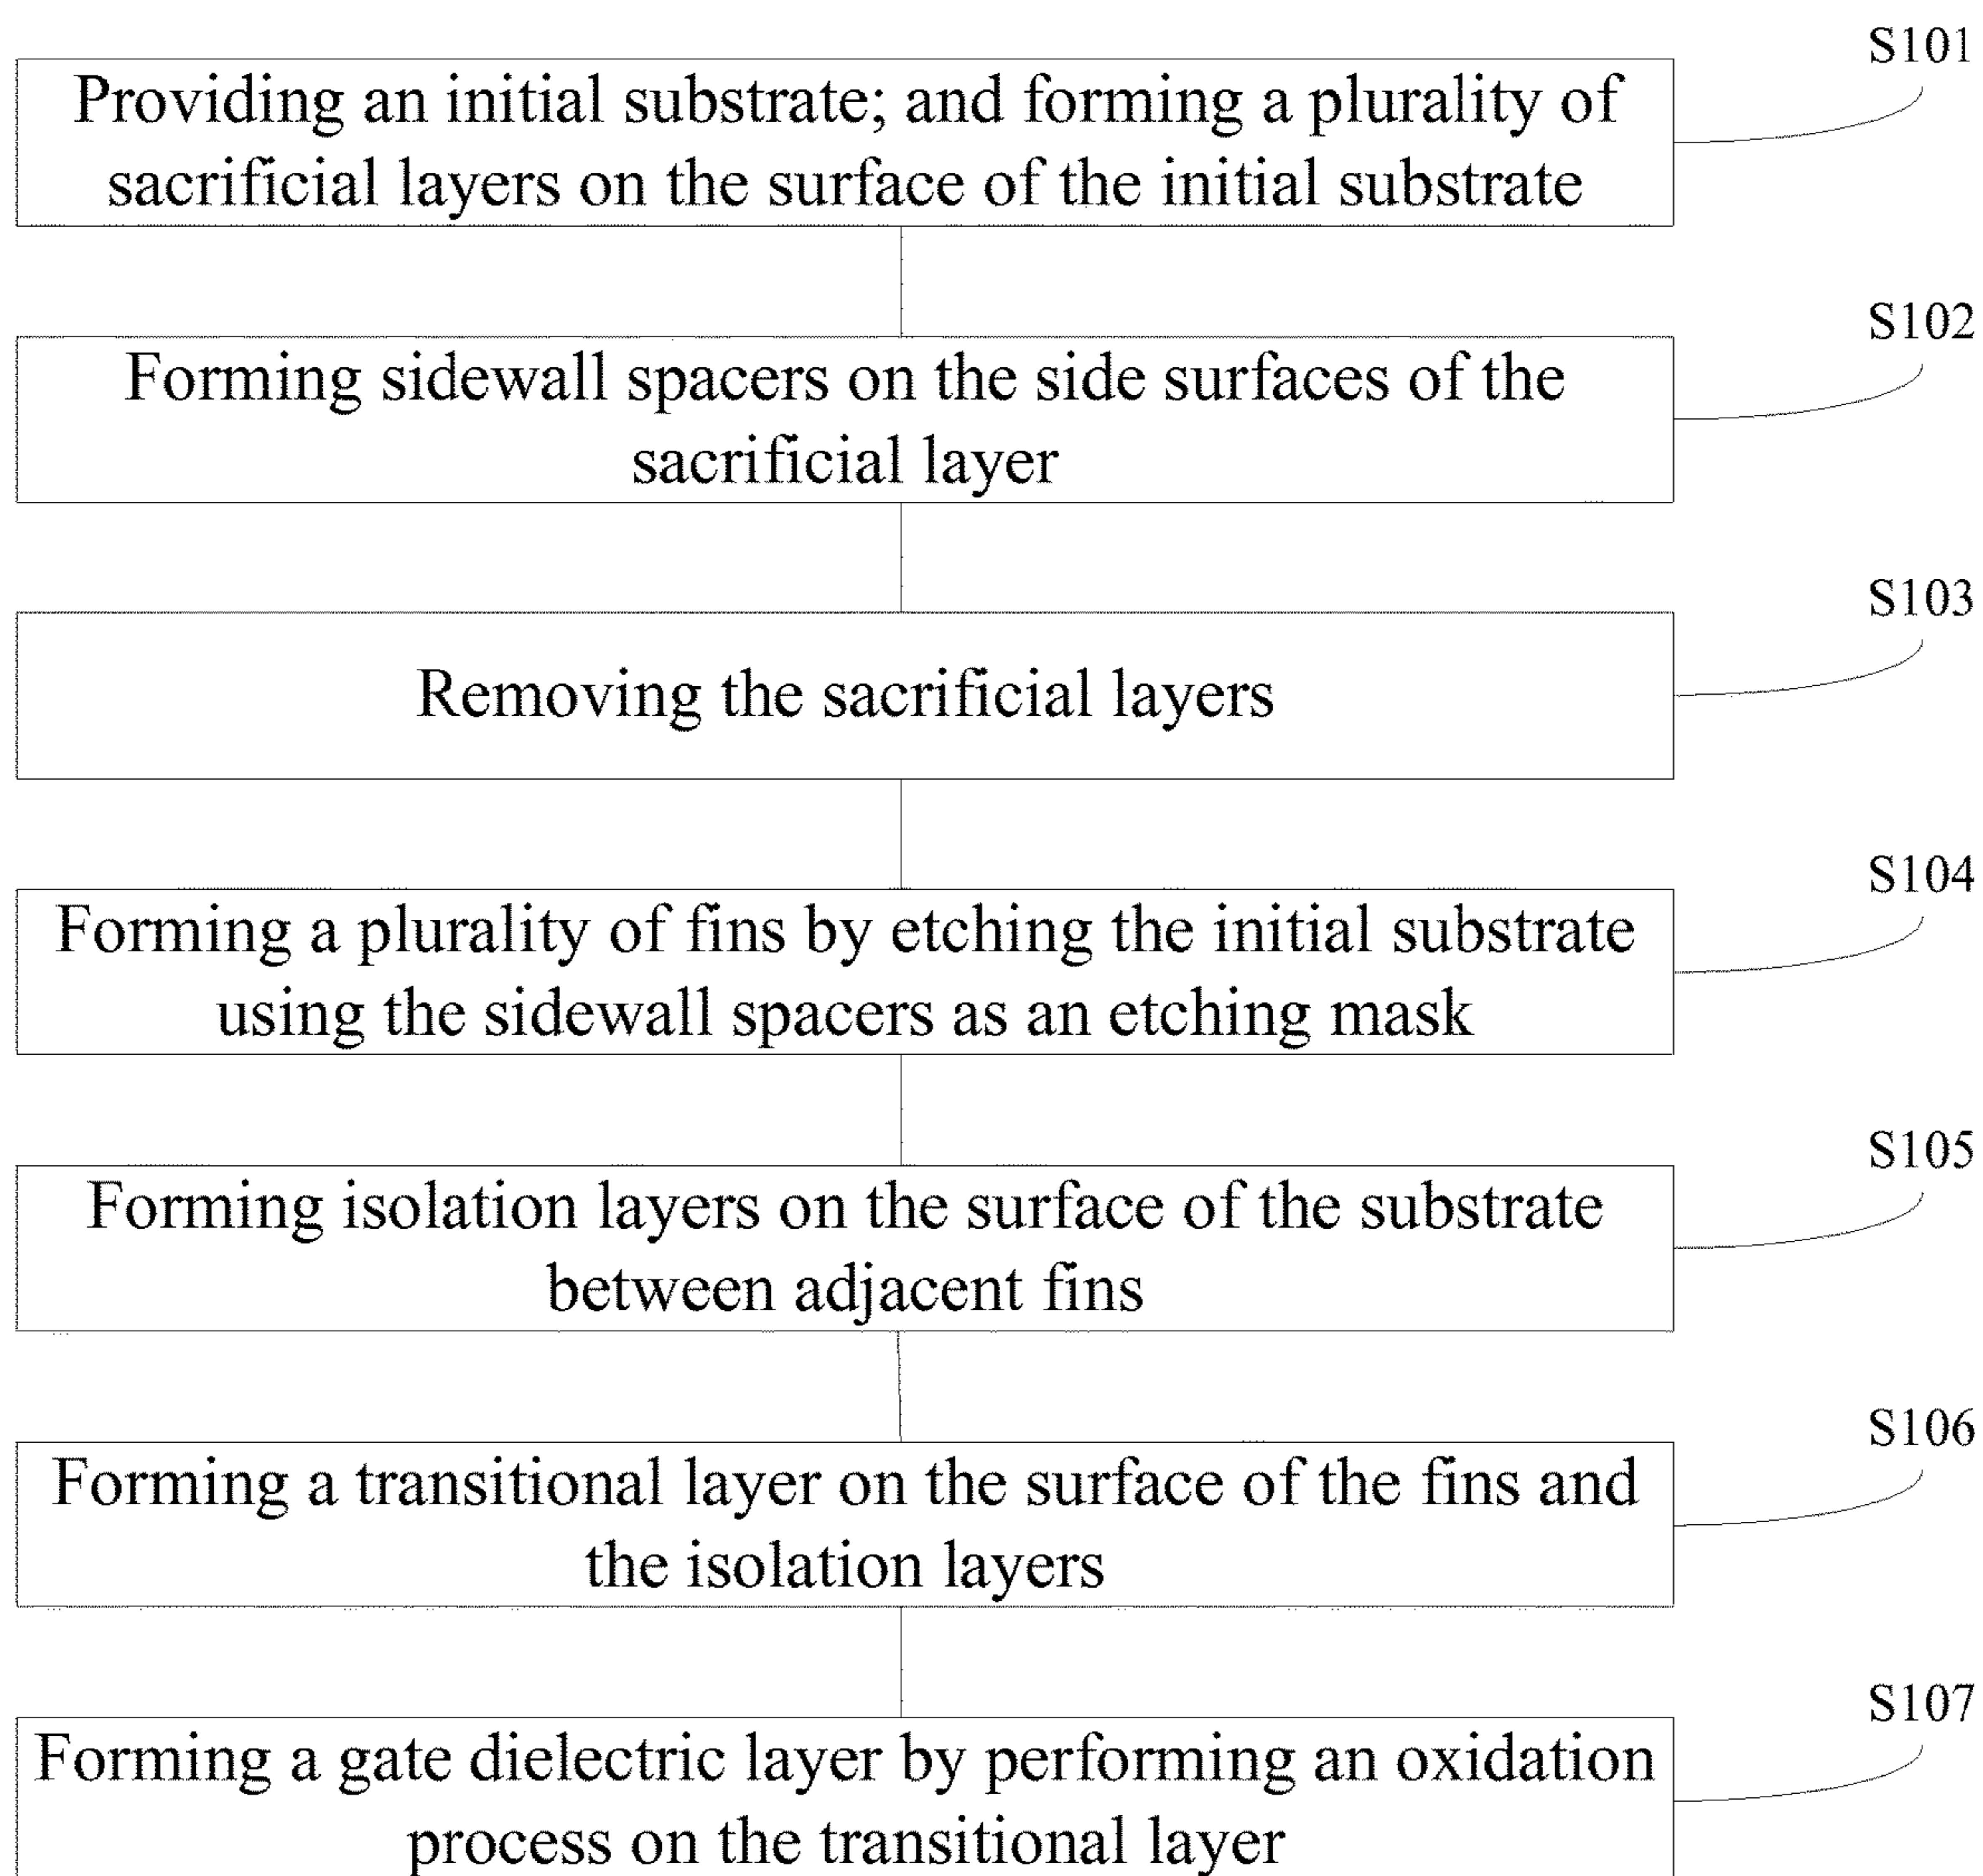 S101
Providing an initial substrate; and forming a plurality of
sacrificial layers on the surface of the initial substrate
S102
Forming sidewall spacers on the side surfaces of the
sacrificial layer
S103
Removing the sacrificial layers
S104
Forming a plurality of fins by etching the initial substrate
using the sidewall spacers as an etching mask
S105
Forming isolation layers on the surface of the substrate
between adjacent fins
S106
Forming a transitional layer on the surface of the fins and
the isolation layers
S107
Forming a gate dielectric layer by performing an oxidation
process on the transitional layer